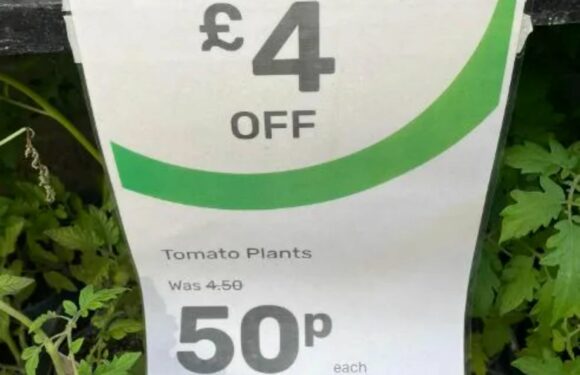 £4
OFF
Tomato Plants
Was 4.50
50p
each